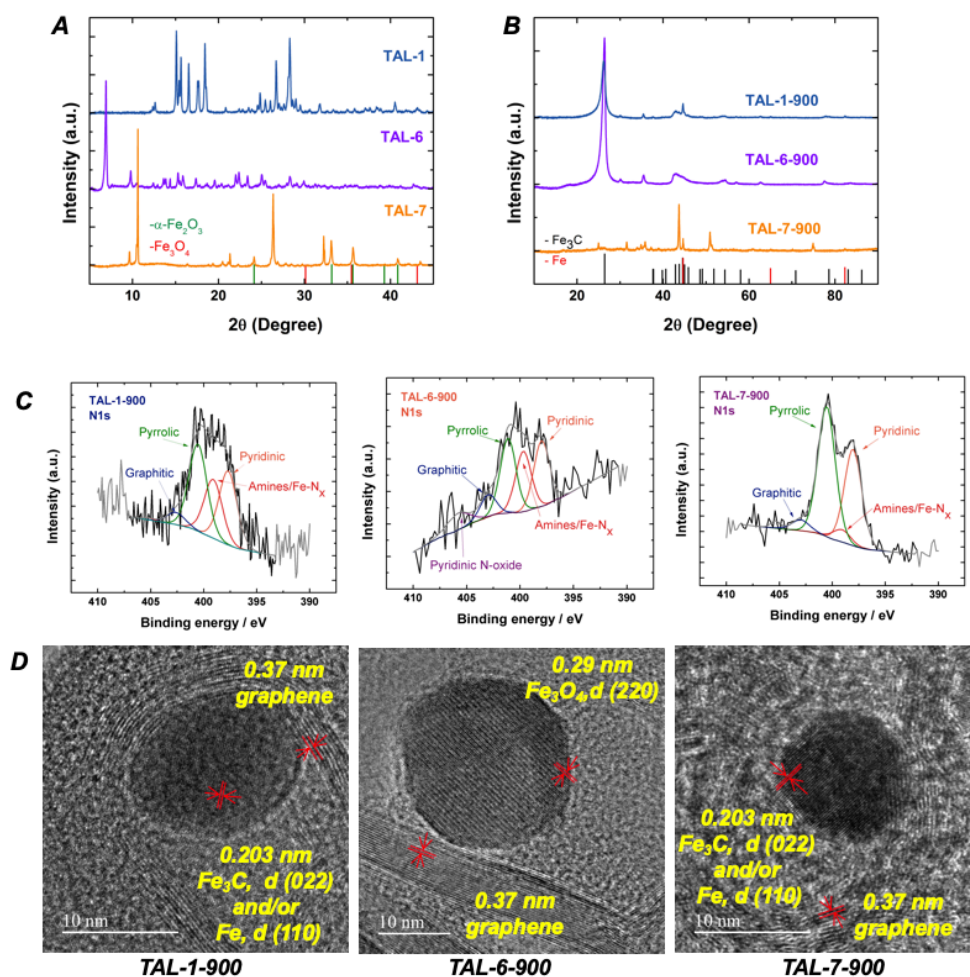 A
TAL-1
TAL-6
TAL-7
-α-Fe2O3
-Fe3O4
Intensity (a.u.)
10 20 30 40
2θ (Degree)
B
TAL-1-900
TAL-6-900
TAL-7-900
- Fe3C
- Fe
Intensity (a.u.)
20 40 60 80
2θ (Degree)
C
TAL-1-900
N1s
Pyrrolic
Graphitic
Pyridinic
Amines/Fe-NX
Intensity (a.u.)
410 405 400 395 390
Binding energy / eV
TAL-6-900
N1s
Pyrrolic
Pyridinic
Graphitic
Amines/Fe-NX
Pyridinic N-oxide
Intensity (a.u.)
410 405 400 395 390
Binding energy / eV
TAL-7-900
N1s
Pyrrolic
Pyridinic
Graphitic
Amines/Fe-NX
Intensity (a.u.)
410 405 400 395 390
Binding energy / eV
D
0.37 nm
graphene
0.203 nm
Fe3C, d (022)
and/or
Fe, d (110)
10 nm
TAL-1-900
0.29 nm
Fe3O4,d (220)
0.37 nm
graphene
10 nm
TAL-6-900
0.203 nm
Fe3C, d (022)
and/or
Fe, d (110)
0.37 nm
graphene
10 nm
TAL-7-900